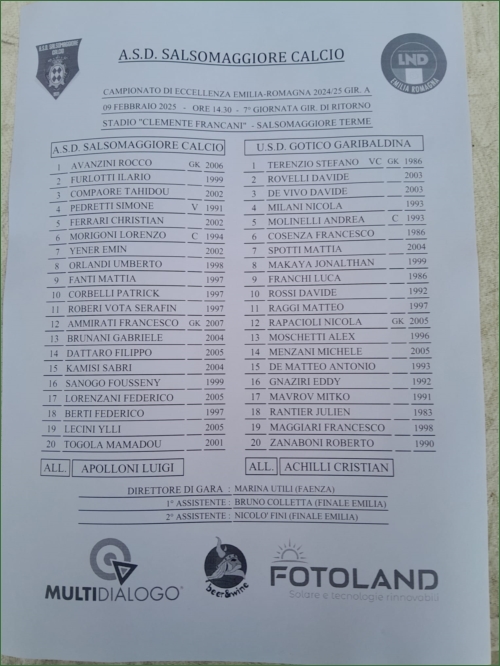 A.S.D. SALSOMAGGIORE CALCIO
A.S.D. SALSOMAGGIORE CALCIO
LND
EMILIA ROMAGNA
CAMPIONATO DI ECCELLENZA EMILIA-ROMAGNA 2024/25 GIR. A
09 FEBBRAIO 2025 - ORE 14.30 - 7ª GIORNATA GIR. DI RITORNO
STADIO "CLEMENTE FRANCANI" - SALSOMAGGIORE TERME
A.S.D. SALSOMAGGIORE CALCIO
1 AVANZINI ROCCO GK 2006
2 FURLOTTI ILARIO 1999
3 COMPAORE TAHIDOU 2002
4 PEDRETTI SIMONE V 1991
5 FERRARI CHRISTIAN 2002
6 MORIGONI LORENZO C 1994
7 YENER EMIN 2002
8 ORLANDI UMBERTO 1998
9 FANTI MATTIA 1997
10 CORBELLI PATRICK 1997
11 ROBERI VOTA SERAFIN 1997
12 AMMIRATI FRANCESCO GK 2007
13 BRUNANI GABRIELE 2004
14 DATTARO FILIPPO 2005
15 KAMISI SABRI 2004
16 SANOGO FOUSSENY 1999
17 LORENZANI FEDERICO 2005
18 BERTI FEDERICO 1997
19 LECINI YLLI 2005
20 TOGOLA MAMADOU 2001
ALL. APOLLONI LUIGI
U.S.D. GOTICO GARIBALDINA
1 TERENZIO STEFANO VC GK 1986
2 ROVELLI DAVIDE 2003
3 DE VIVO DAVIDE 2003
4 MILANI NICOLA 1993
5 MOLINELLI ANDREA C 1993
6 COSENZA FRANCESCO 1986
7 SPOTTI MATTIA 2004
8 MAKAYA JONALTHAN 1999
9 FRANCHI LUCA 1986
10 ROSSI DAVIDE 1992
11 RAGGI MATTEO 1997
12 RAPACIOLI NICOLA GK 2005
13 MOSCHETTI ALEX 1996
14 MENZANI MICHELE 2005
15 DE MATTEO ANTONIO 1993
16 GNAZIRI EDDY 1992
17 MAVROV MITKO 1991
18 RANTIER JULIEN 1983
19 MAGGIARI FRANCESCO 1998
20 ZANABONI ROBERTO 1990
ALL. ACHILLI CRISTIAN
DIRETTORE DI GARA : MARINA UTILI (FAENZA)
1° ASSISTENTE : BRUNO COLLETTA (FINALE EMILIA)
2° ASSISTENTE : NICOLO' FINI (FINALE EMILIA)
MULTIDIALOGO
beer&wine
FOTOLAND
Solare e tecnologie rinnovabili